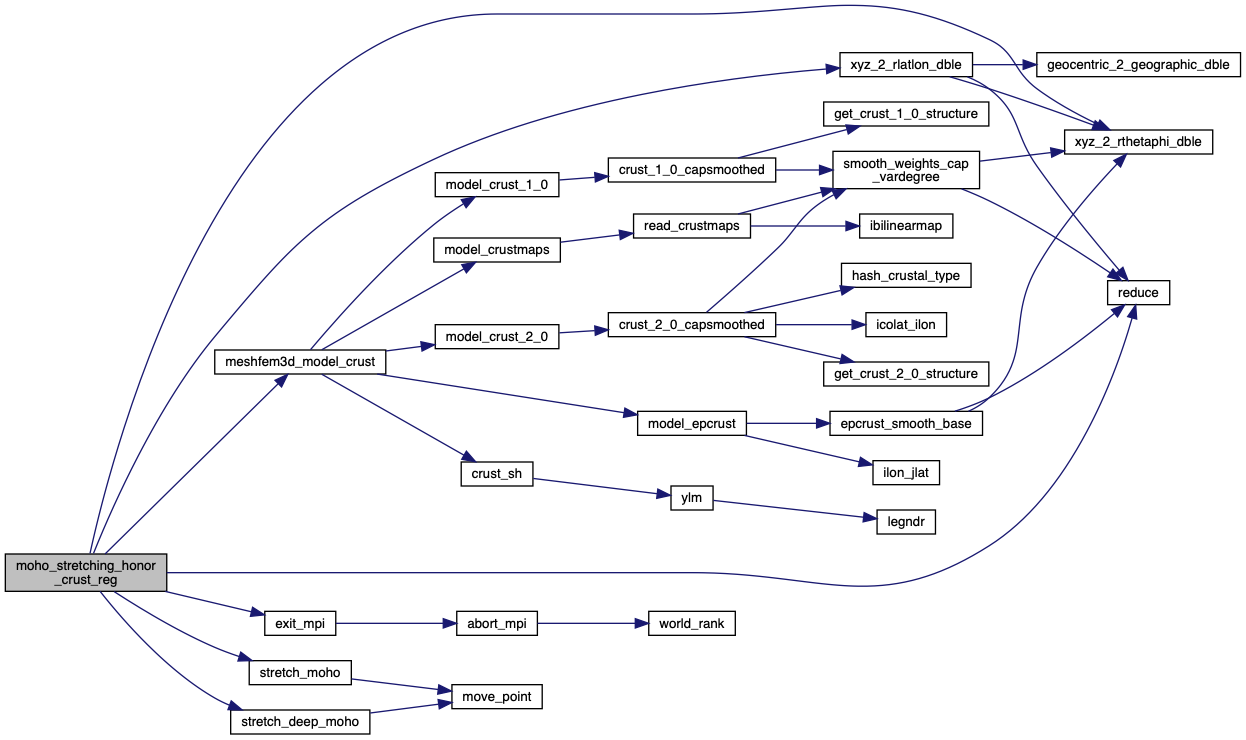 xyz_2_rlatlon_dble
geocentric_2_geographic_dble
get_crust_1_0_structure
xyz_2_rthetaphi_dble
crust_1_0_capsmoothed
smooth_weights_cap
_vardegree
model_crust_1_0
read_crustmaps
ibilinearmap
model_crustmaps
hash_crustal_type
reduce
crust_2_0_capsmoothed
icolat_ilon
model_crust_2_0
meshfem3d_model_crust
get_crust_2_0_structure
model_epcrust
epcrust_smooth_base
crust_sh
ilon_jlat
ylm
legndr
moho_stretching_honor
_crust_reg
exit_mpi
abort_mpi
world_rank
stretch_moho
move_point
stretch_deep_moho